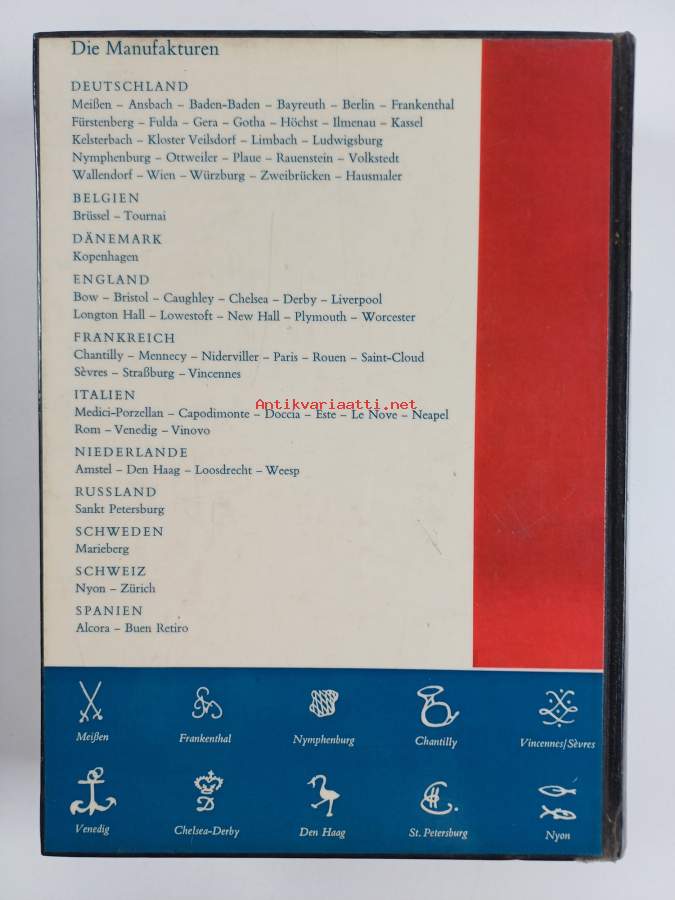 Die Manufakturen
DEUTSCHLAND
Meißen – Ansbach – Baden-Baden – Bayreuth – Berlin – Frankenthal
Fürstenberg – Fulda – Gera – Gotha – Höchst – Ilmenau – Kassel
Kelsterbach – Kloster Veilsdorf – Limbach – Ludwigsburg
Nymphenburg – Ottweiler – Plaue – Rauenstein – Volkstedt
Wallendorf – Wien – Würzburg – Zweibrücken – Hausmaler
BELGIEN
Brüssel – Tournai
DÄNEMARK
Kopenhagen
ENGLAND
Bow – Bristol – Caughley – Chelsea – Derby – Liverpool
Longton Hall – Lowestoft – New Hall – Plymouth – Worcester
FRANKREICH
Chantilly – Mennecy – Niderviller – Paris – Rouen – Saint-Cloud
Sèvres – Straßburg – Vincennes
ITALIEN
Antikvariaatti.net
Medici-Porzellan – Capodimonte – Doccia – Este – Le Nove – Neapel
Rom – Venedig – Vinovo
NIEDERLANDE
Amstel – Den Haag – Loosdrecht – Weesp
RUSSLAND
Sankt Petersburg
SCHWEDEN
Marieberg
SCHWEIZ
Nyon – Zürich
SPANIEN
Alcora – Buen Retiro
Meißen Frankenthal Nymphenburg Chantilly Vincennes/Sèvres
D
Venedig Chelsea-Derby Den Haag St. Petersburg Nyon